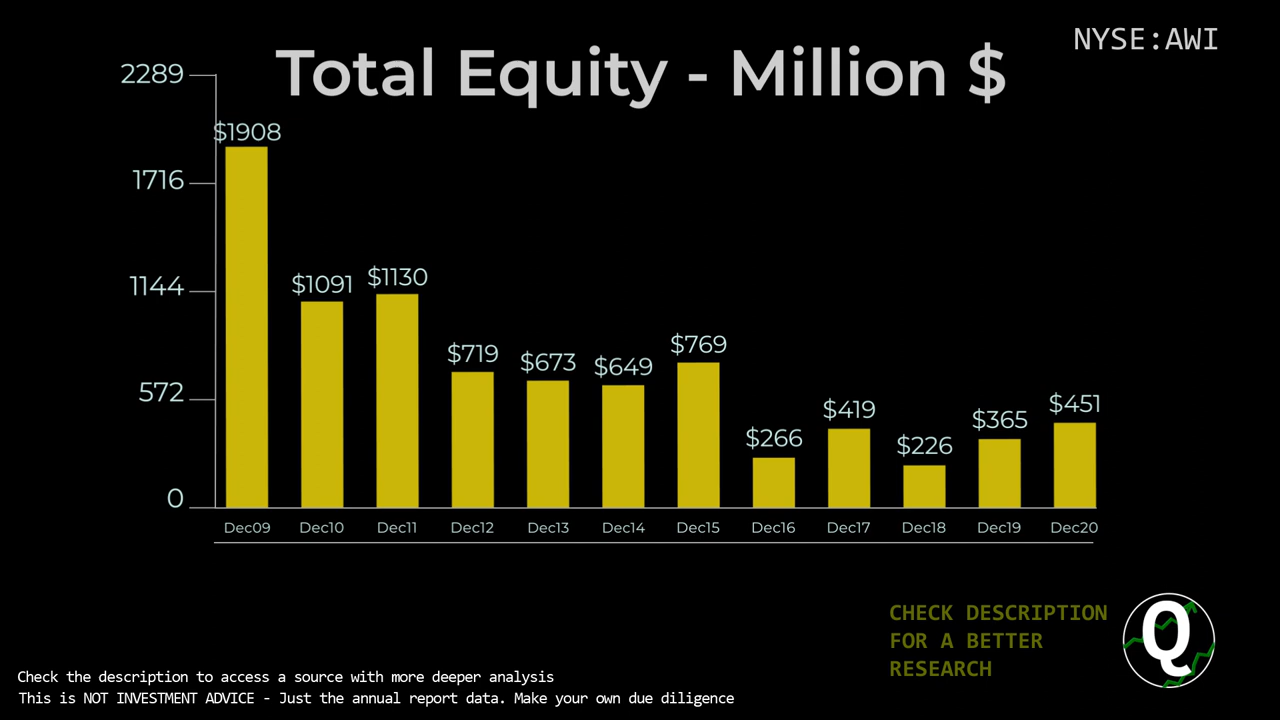 NYSE:AWI
Total Equity - Million $
2289
1716
1144
572
0
$1908
$1091
$1130
$719
$673
$649
$769
$266
$419
$226
$365
$451
Dec09 Dec10 Dec11 Dec12 Dec13 Dec14 Dec15 Dec16 Dec17 Dec18 Dec19 Dec20
CHECK DESCRIPTION
FOR A BETTER
RESEARCH
Q
Check the description to access a source with more deeper analysis
This is NOT INVESTMENT ADVICE - Just the annual report data. Make your own due diligence